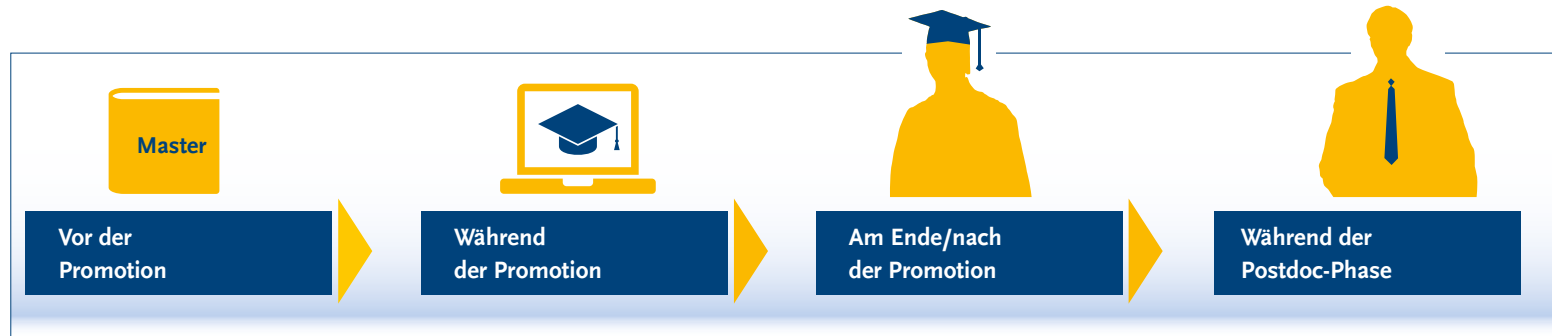 Master
Vor der
Promotion
Während
der Promotion
Am Ende/nach
der Promotion
Während der
Postdoc-Phase